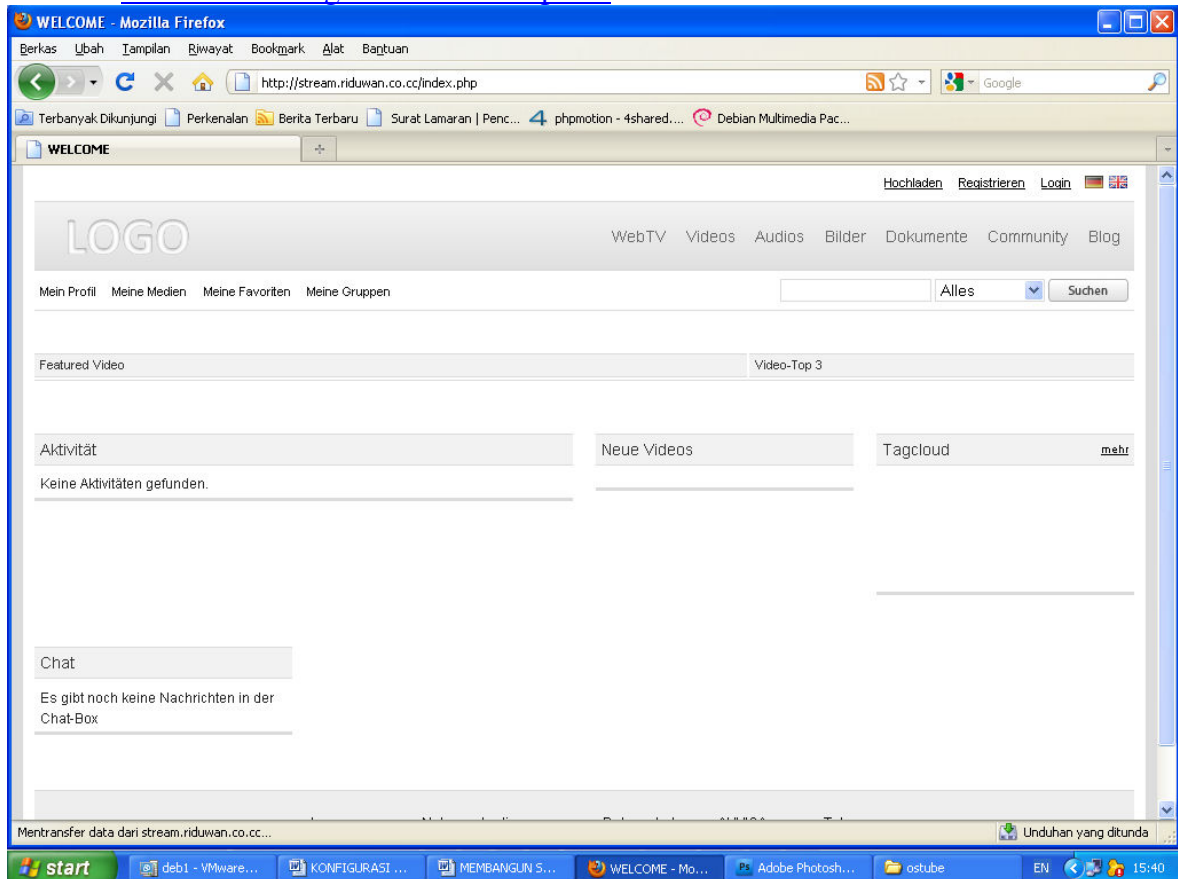 WELCOME - Mozilla Firefox
Berkas Ubah Tampilan Riwayat Bookmark Alat Bantuan
http://stream.riduwan.co.cc/index.php Google
Terbanyak Dikunjungi Perkenalan Berita Terbaru Surat Lamaran | Penc... phpmotion - 4shared.... Debian Multimedia Pac...
WELCOME
Hochladen Registrieren Login
LOGO WebTV Videos Audios Bilder Dokumente Community Blog
Mein Profil Meine Medien Meine Favoriten Meine Gruppen Alles Suchen
Featured Video Video-Top 3
Aktivität Neue Videos Tagcloud mehr
Keine Aktivitäten gefunden.
Chat
Es gibt noch keine Nachrichten in der
Chat-Box
Mentransfer data dari stream.riduwan.co.cc... Unduhan yang ditunda
start deb1 - VMware... KONFIGURASI ... MEMBANGUN S... WELCOME - Mo... Adobe Photosh... ostube EN 15:40